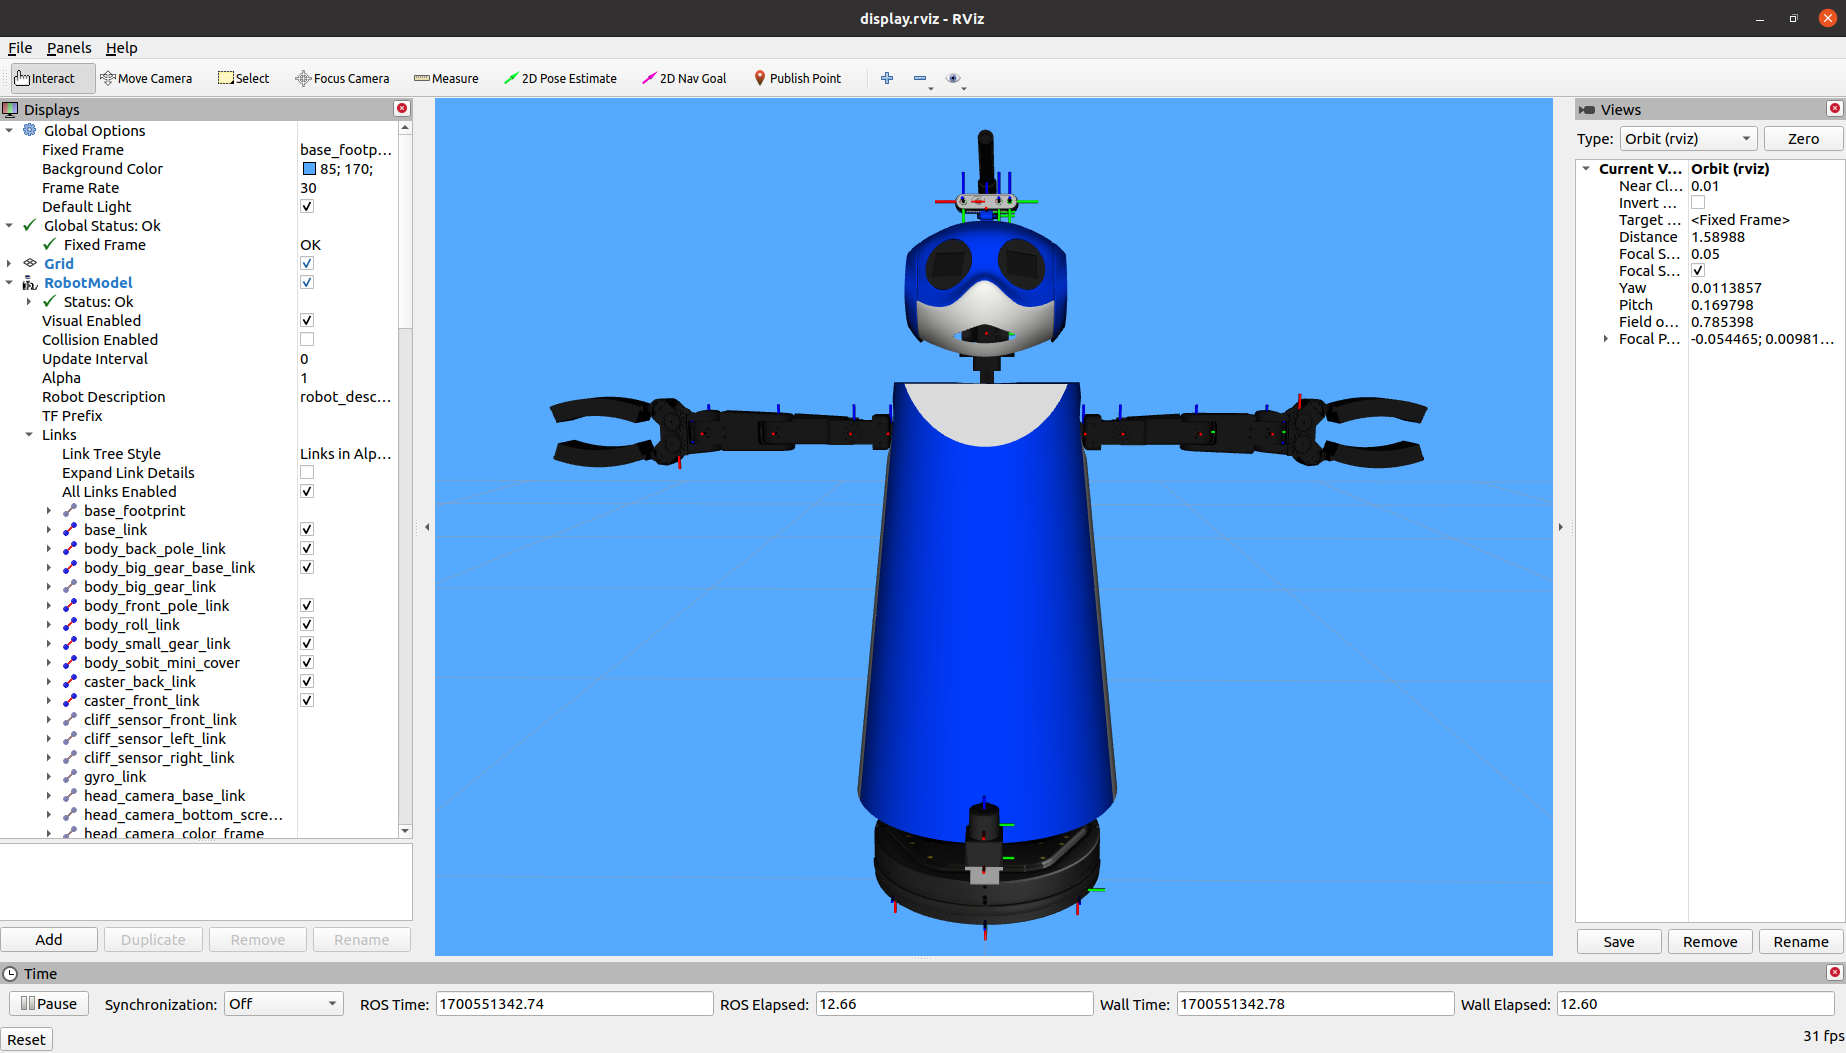 display.rviz - RViz
File Panels Help
Interact Move Camera Select Focus Camera Measure 2D Pose Estimate 2D Nav Goal Publish Point
Displays
Global Options
Fixed Frame base_footp...
Background Color 85; 170;
Frame Rate 30
Default Light
Global Status: Ok
Fixed Frame OK
Grid
RobotModel
Status: Ok
Visual Enabled
Collision Enabled
Update Interval 0
Alpha 1
Robot Description robot_desc...
TF Prefix
Links
Link Tree Style Links in Alp...
Expand Link Details
All Links Enabled
base_footprint
base_link
body_back_pole_link
body_big_gear_base_link
body_big_gear_link
body_front_pole_link
body_roll_link
body_small_gear_link
body_sobit_mini_cover
caster_back_link
caster_front_link
cliff_sensor_front_link
cliff_sensor_left_link
cliff_sensor_right_link
gyro_link
head_camera_base_link
head_camera_bottom_scre...
head_camera_color_frame
Add Duplicate Remove Rename
Views
Type: Orbit (rviz) Zero
Current V... Orbit (rviz)
Near Cl... 0.01
Invert ...
Target ... <Fixed Frame>
Distance 1.58988
Focal S... 0.05
Focal S...
Yaw 0.0113857
Pitch 0.169798
Field o... 0.785398
Focal P... -0.054465; 0.00981...
Save Remove Rename
Time
Pause Synchronization: Off ROS Time: 1700551342.74 ROS Elapsed: 12.66 Wall Time: 1700551342.78 Wall Elapsed: 12.60
Reset 31 fps